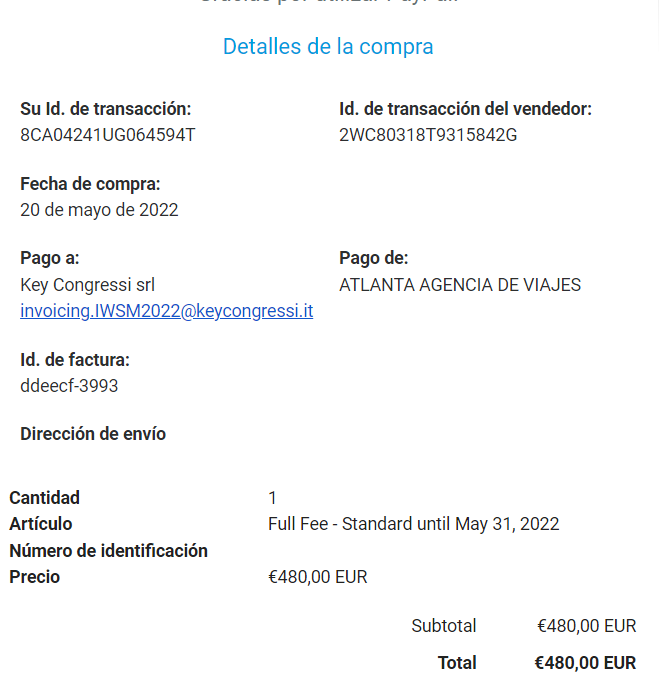 Detalles de la compra
Su Id. de transacción:
8CA04241UG064594T
Id. de transacción del vendedor:
2WC80318T9315842G
Fecha de compra:
20 de mayo de 2022
Pago a:
Key Congressi srl
invoicing.IWSM2022@keycongressi.it
Pago de:
ATLANTA AGENCIA DE VIAJES
Id. de factura:
ddeecf-3993
Dirección de envío
Cantidad 1
Artículo Full Fee - Standard until May 31, 2022
Número de identificación
Precio €480,00 EUR
Subtotal €480,00 EUR
Total €480,00 EUR